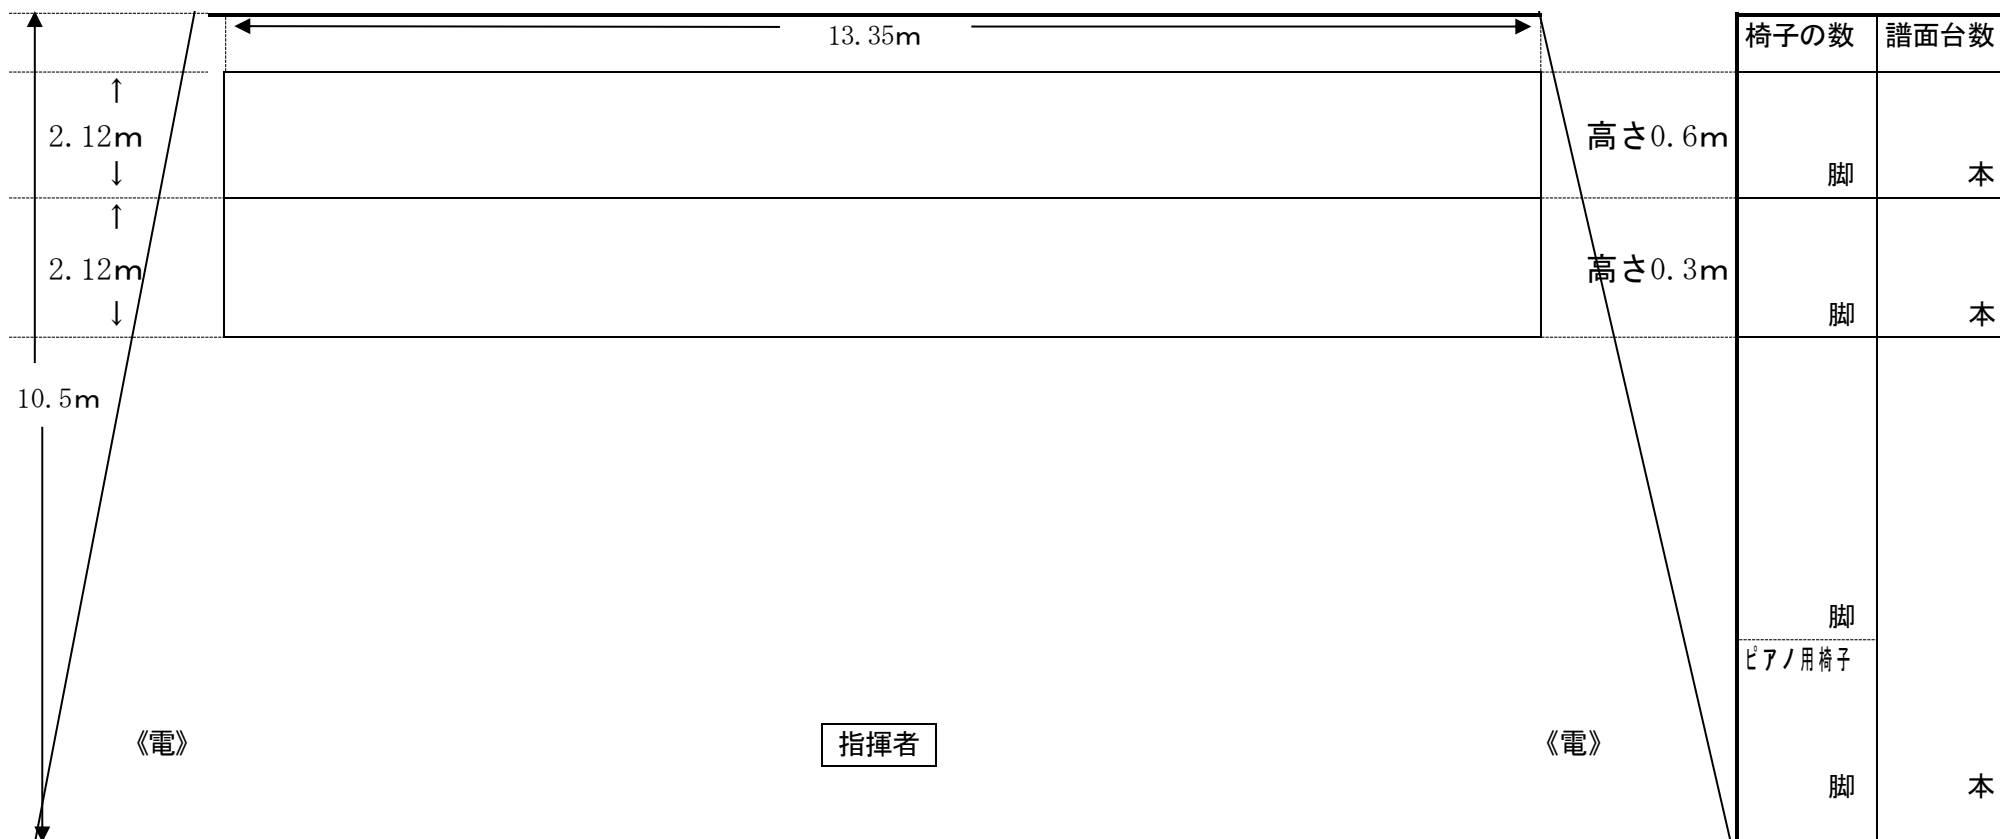 13.35m
椅子の数
譜面台数
↑
2.12m
↓
高さ0.6m
脚
本
↑
2.12m
↓
高さ0.3m
脚
本
10.5m
脚
ピアノ用椅子
《電》
指揮者
《電》
脚
本